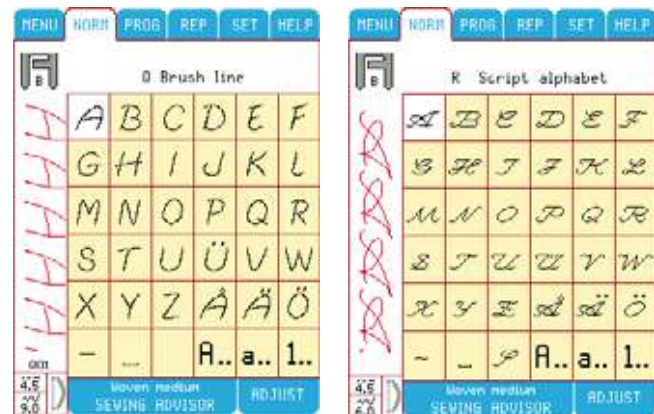 MENU NORM PROG REP SET HELP
B
O Brush line
A B C D E F
G H I J K L
M N O P Q R
S T U Ü V W
X Y Z Å Ä Ö
- ⎵ A.. a.. 1..
001
4.5
9.0
Woven medium
SEWING ADVISOR
ADJUST
MENU NORM PROG REP SET HELP
B
R Script alphabet
A B C D E F
G H I J K L
M N O P Q R
S T U Ü V W
X Y Z Å Ä Ö
~ ⎵ A.. a.. 1..
4.5
6.0
Woven medium
SEWING ADVISOR
ADJUST